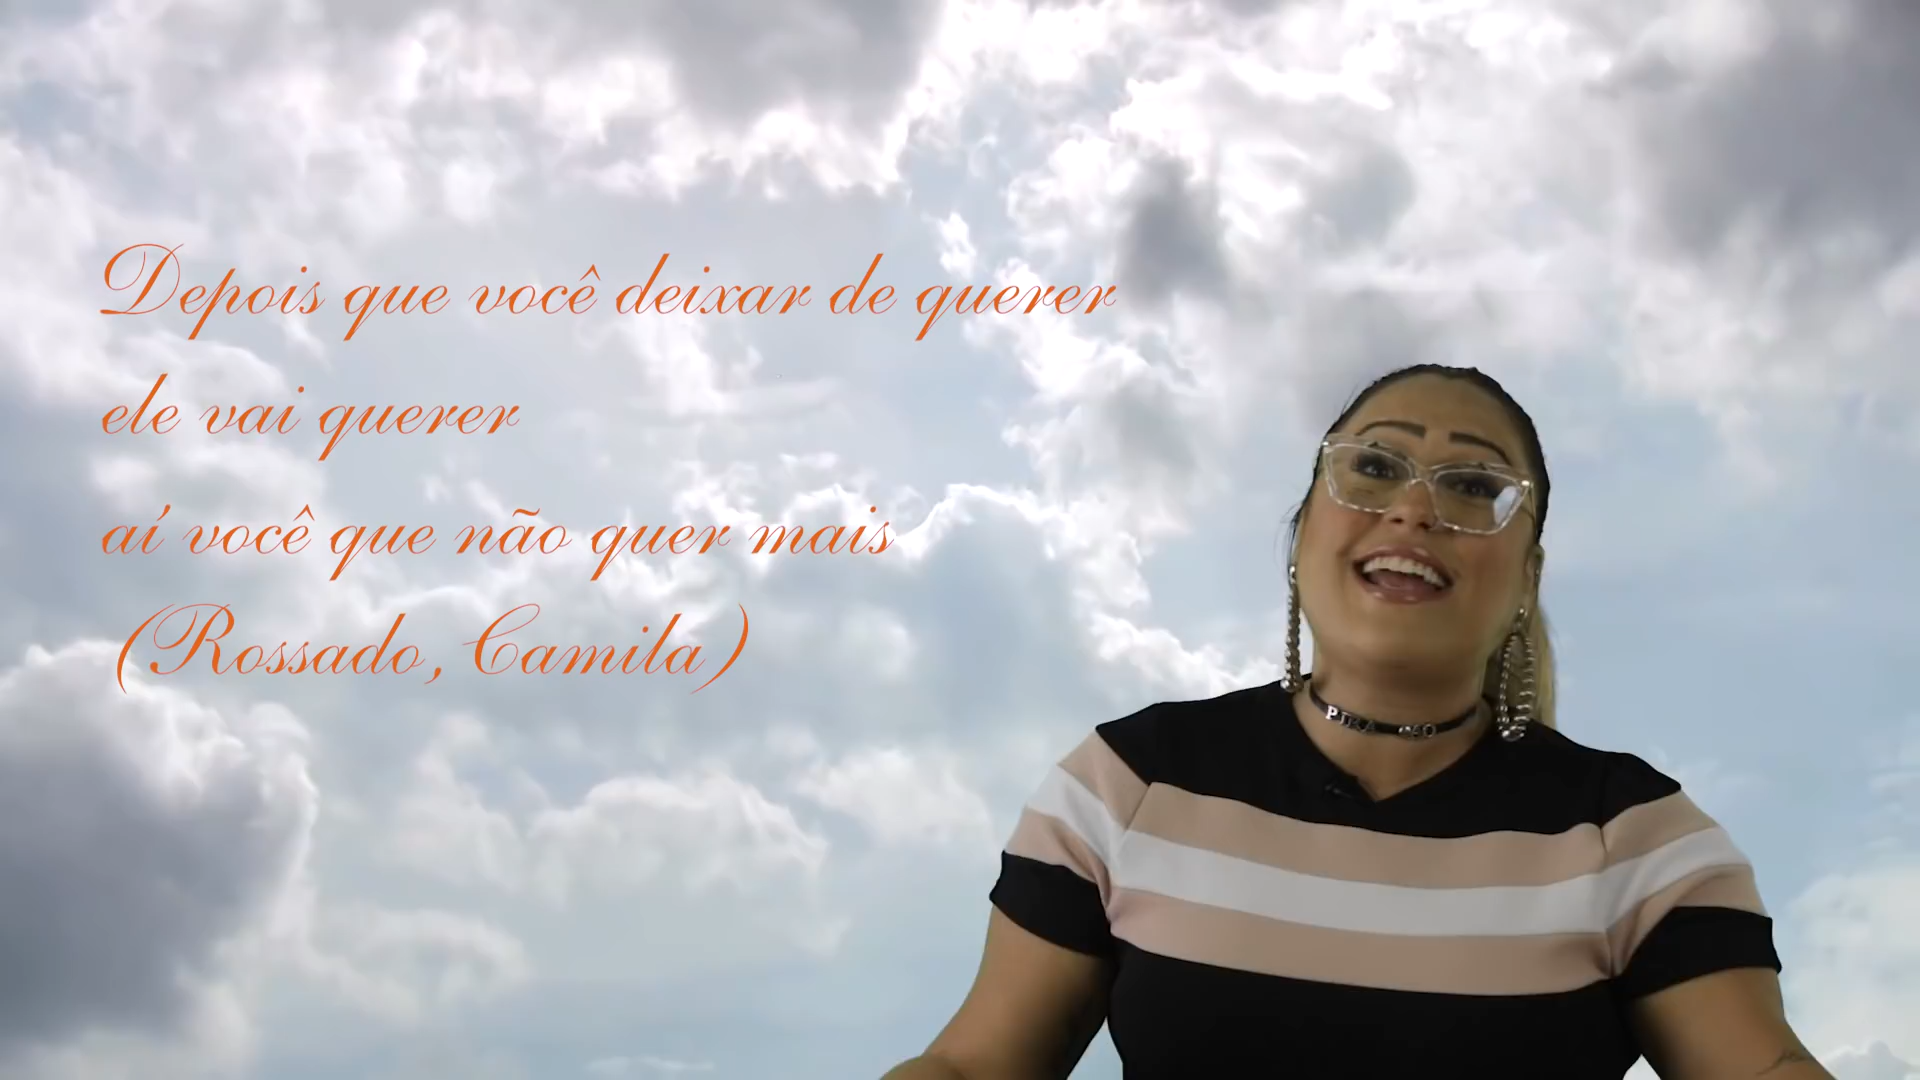 Depois que você deixar de querer
ele vai querer
aí você que não quer mais
(Rossado, Camila)